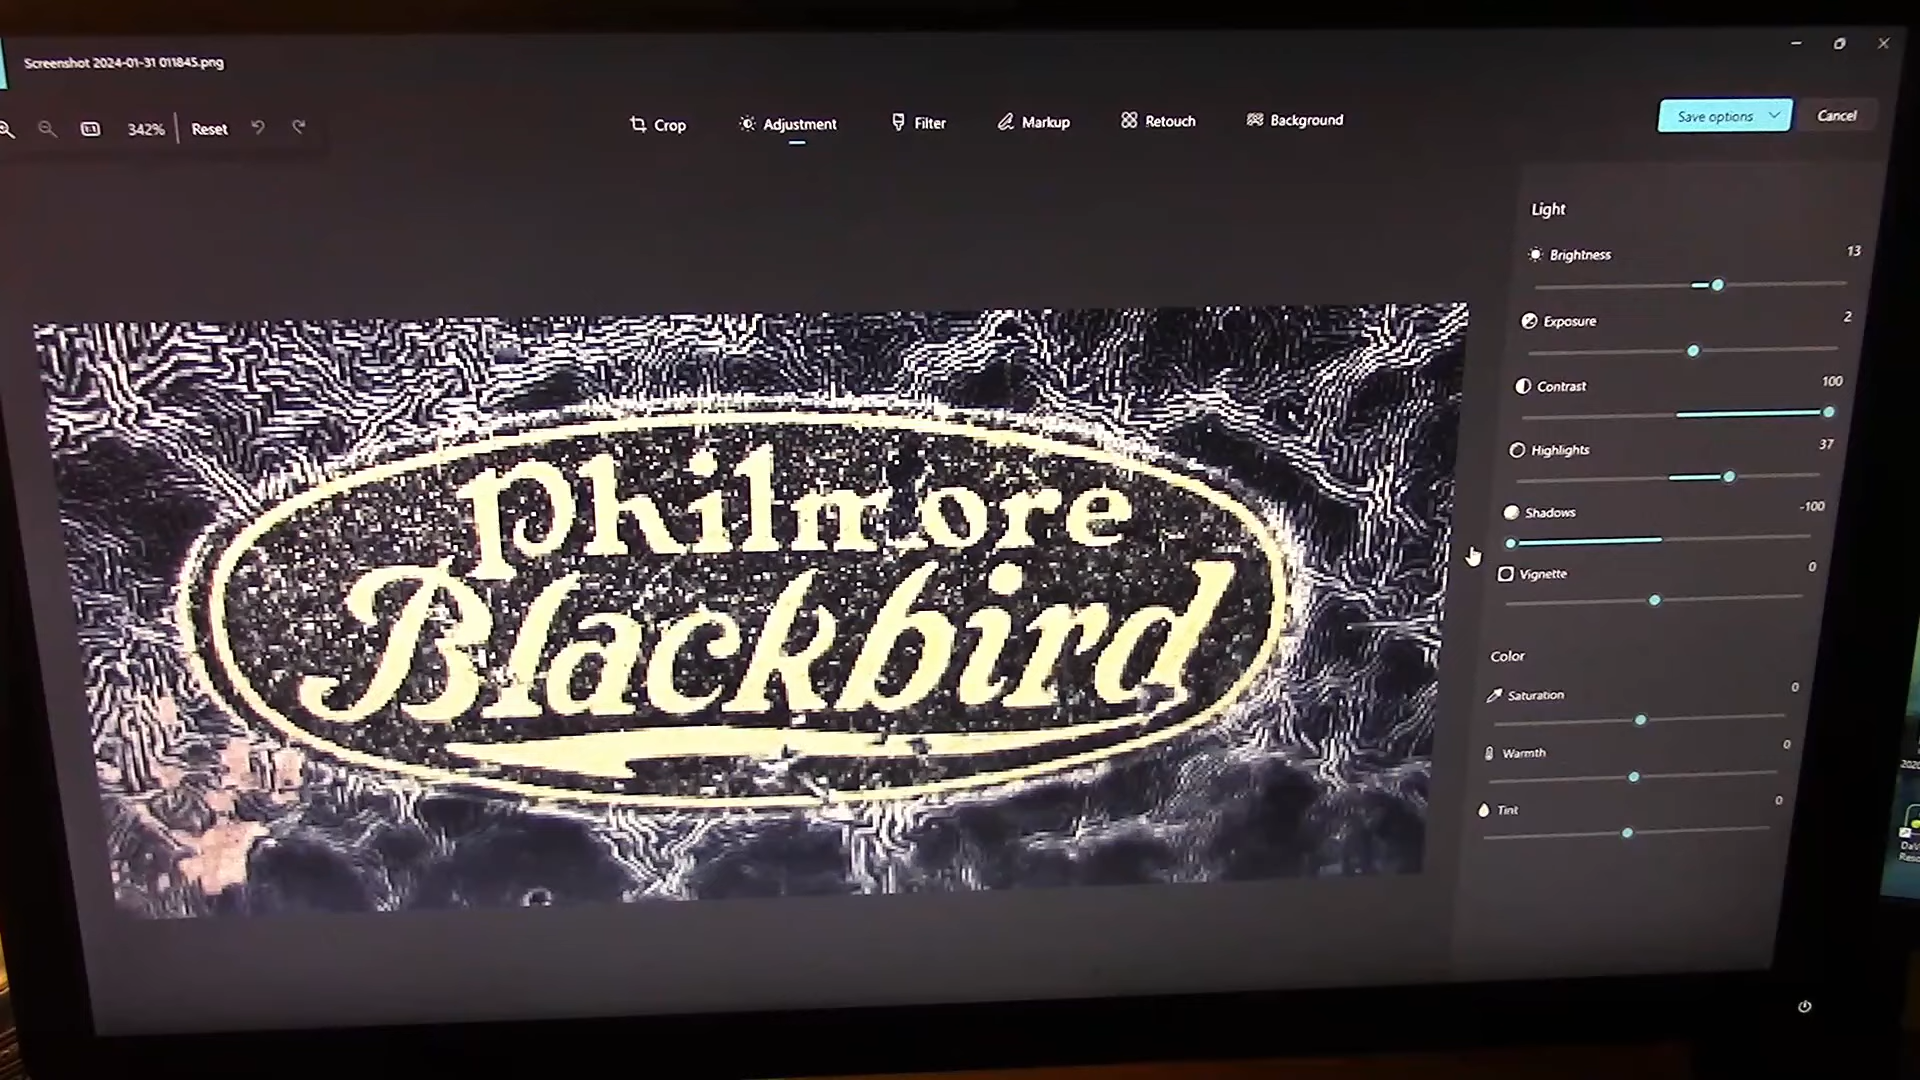 Screenshot 2024-01-31 011845.png
342%
Reset
Crop
Adjustment
Filter
Markup
Retouch
Background
Save options
Cancel
Light
Brightness 13
Exposure 2
Contrast 100
Highlights 37
Shadows -100
Vignette 0
Color
Saturation 0
Warmth 0
Tint 0
Philmore
Blackbird